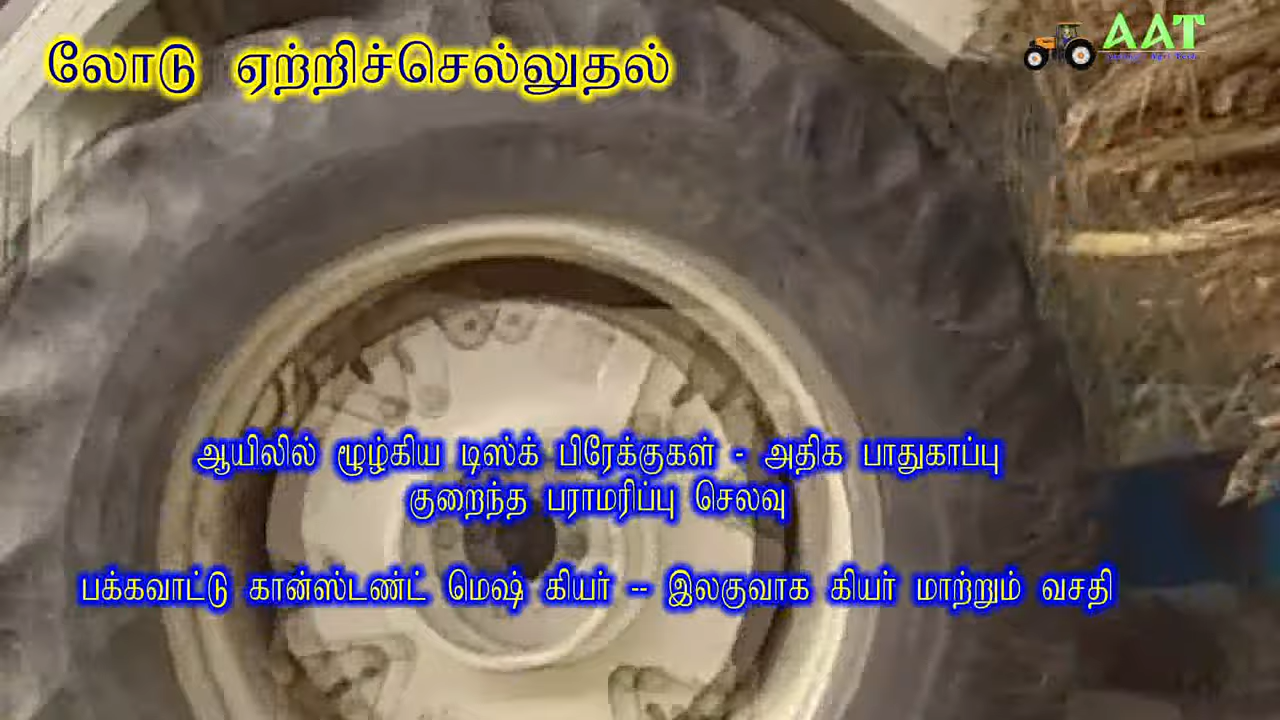 லோடு ஏற்றிச்செல்லுதல்
AAT
ஆயிலில் மூழ்கிய டிஸ்க் பிரேக்குகள் - அதிக பாதுகாப்பு
குறைந்த பராமரிப்பு செலவு
பக்கவாட்டு கான்ஸ்டண்ட் மெஷ் கியர் -- இலகுவாக கியர் மாற்றும் வசதி